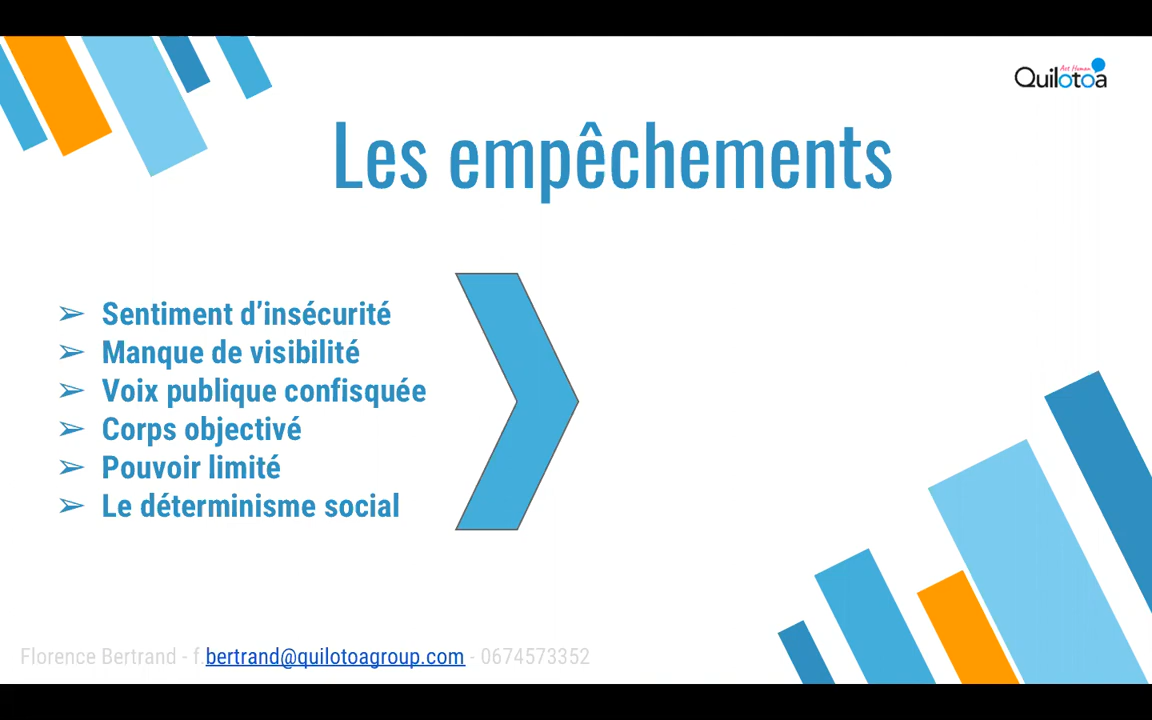 Act Human
Quilotoa
Les empêchements
➢ Sentiment d’insécurité
➢ Manque de visibilité
➢ Voix publique confisquée
➢ Corps objectivé
➢ Pouvoir limité
➢ Le déterminisme social
Florence Bertrand - f.bertrand@quilotoagroup.com - 0674573352